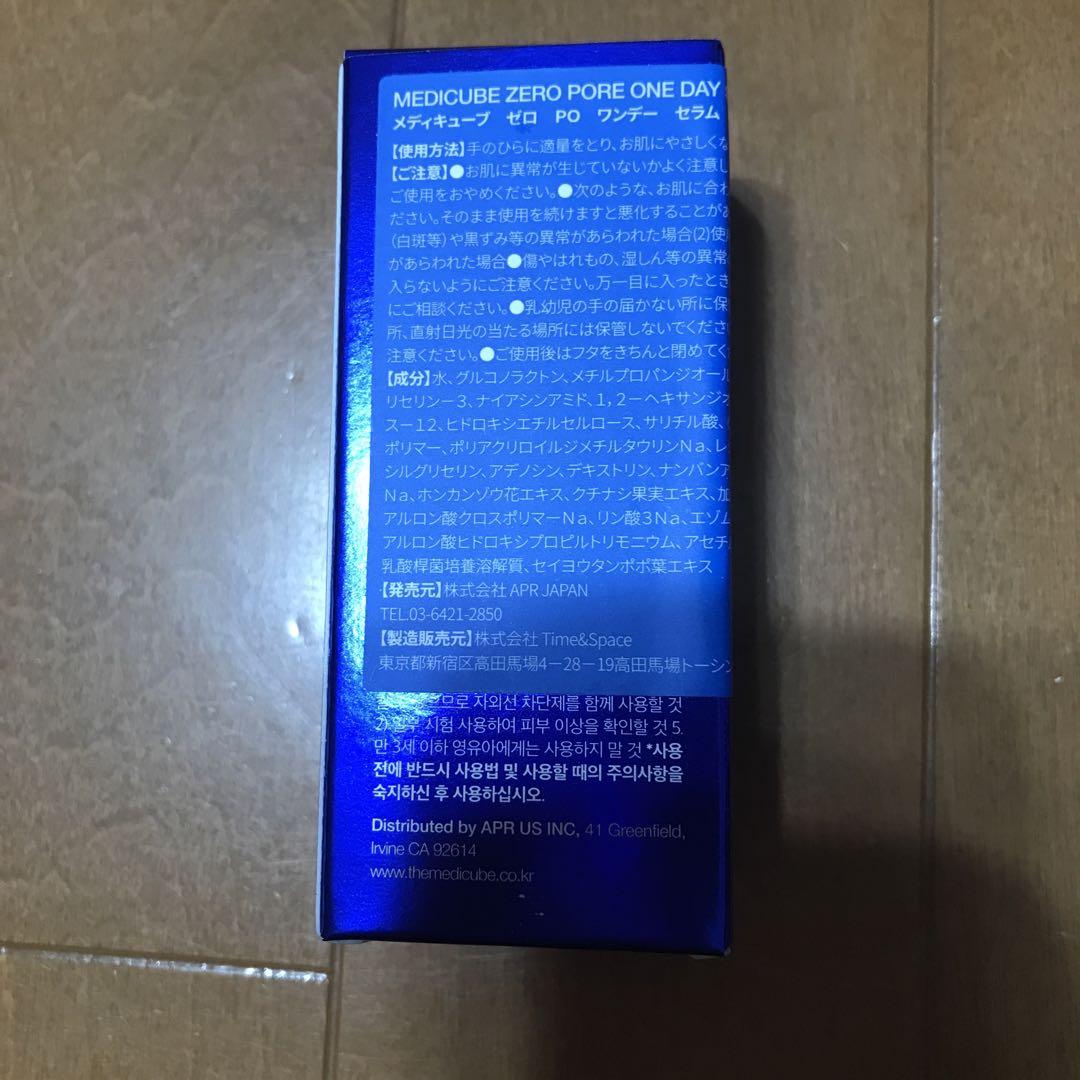 MEDICUBE ZERO PORE ONE DAY
メディキューブ ゼロ PO ワンデー セラム
【使用方法】手のひらに適量をとり、お肌にやさしくな
【ご注意】●お肌に異常が生じていないかよく注意し
ご使用をおやめください。●次のような、お肌に合わ
ださい。そのまま使用を続けますと悪化することがあ
（白斑等）や黒ずみ等の異常があらわれた場合(2)使用
があらわれた場合●傷やはれもの、湿しん等の異常
入らないようにご注意ください。万一目に入ったとき
にご相談ください。●乳幼児の手の届かない所に保
所、直射日光の当たる場所には保管しないでくださ
注意ください。●ご使用後はフタをきちんと閉めてく
【成分】水、グルコノラクトン、メチルプロパンジオール
リセリンー3、ナイアシンアミド、1，2ーヘキサンジオ
スー12、ヒドロキシエチルセルロース、サリチル酸、
ポリマー、ポリアクリロイルジメチルタウリンNa、レ
シルグリセリン、アデノシン、デキストリン、ナンバンア
Na、ホンカンゾウ花エキス、クチナシ果実エキス、加
アルロン酸クロスポリマーNa、リン酸3Na、エゾム
アルロン酸ヒドロキシプロピルトリモニウム、アセチル
乳酸桿菌培養溶解質、セイヨウタンポポ葉エキス
【発売元】株式会社 APR JAPAN
TEL.03-6421-2850
【製造販売元】株式会社 Time&Space
東京都新宿区高田馬場4－28－19高田馬場トーシン
므로 자외선 차단제를 함께 사용할 것
시험 사용하여 피부 이상을 확인할 것 5.
만 3세 이하 영유아에게는 사용하지 말 것 *사용
전에 반드시 사용법 및 사용할 때의 주의사항을
숙지하신 후 사용하십시오.
Distributed by APR US INC, 41 Greenfield,
Irvine CA 92614
www.themedicube.co.kr